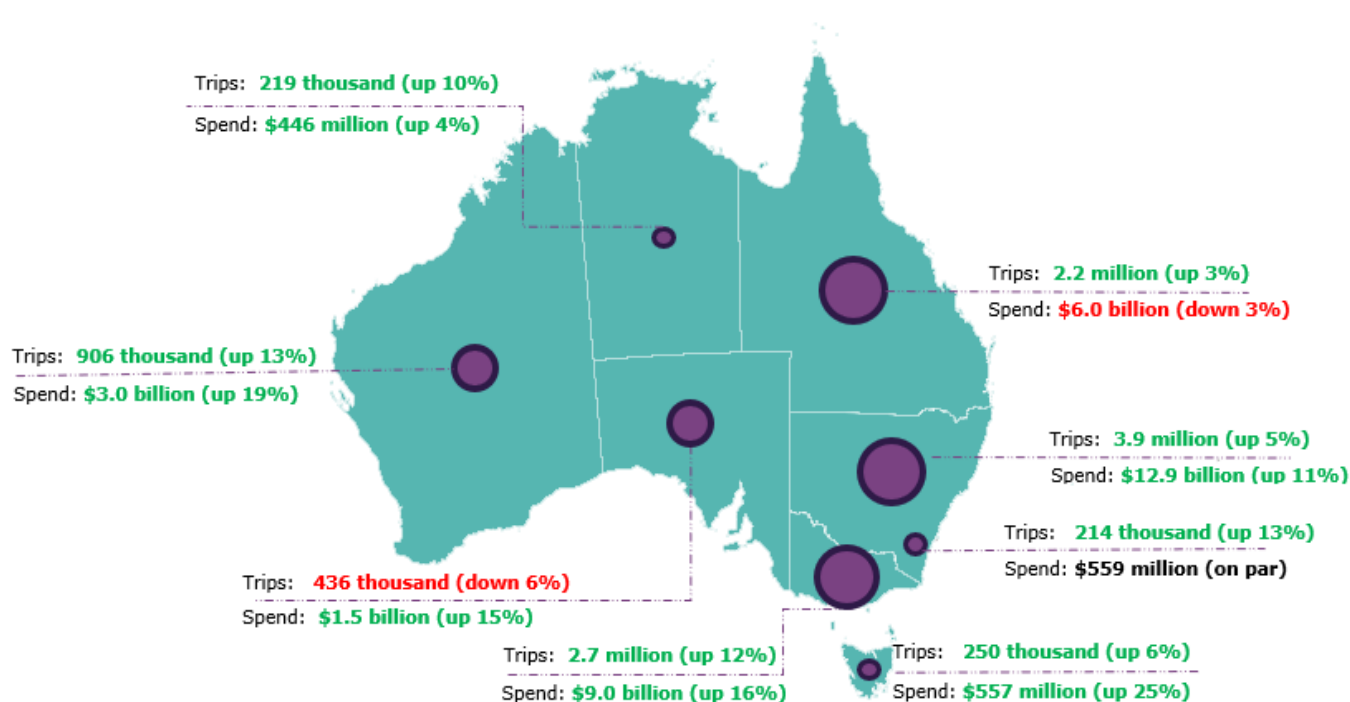 Trips: 219 thousand (up 10%)
Spend: $446 million (up 4%)
Trips: 2.2 million (up 3%)
Spend: $6.0 billion (down 3%)
Trips: 906 thousand (up 13%)
Spend: $3.0 billion (up 19%)
Trips: 3.9 million (up 5%)
Spend: $12.9 billion (up 11%)
Trips: 214 thousand (up 13%)
Spend: $559 million (on par)
Trips: 436 thousand (down 6%)
Spend: $1.5 billion (up 15%)
Trips: 2.7 million (up 12%)
Spend: $9.0 billion (up 16%)
Trips: 250 thousand (up 6%)
Spend: $557 million (up 25%)